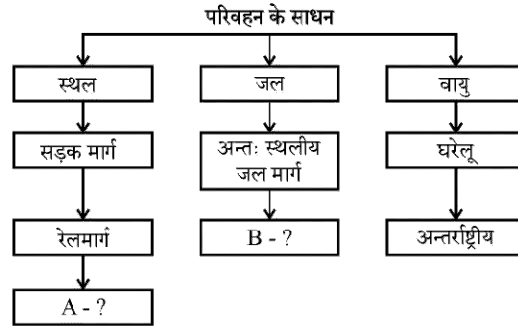 परिवहन के साधन
स्थल
जल
वायु
सड़क मार्ग
अन्तः स्थलीय
जल मार्ग
घरेलू
रेलमार्ग
B - ?
अन्तर्राष्ट्रीय
A - ?